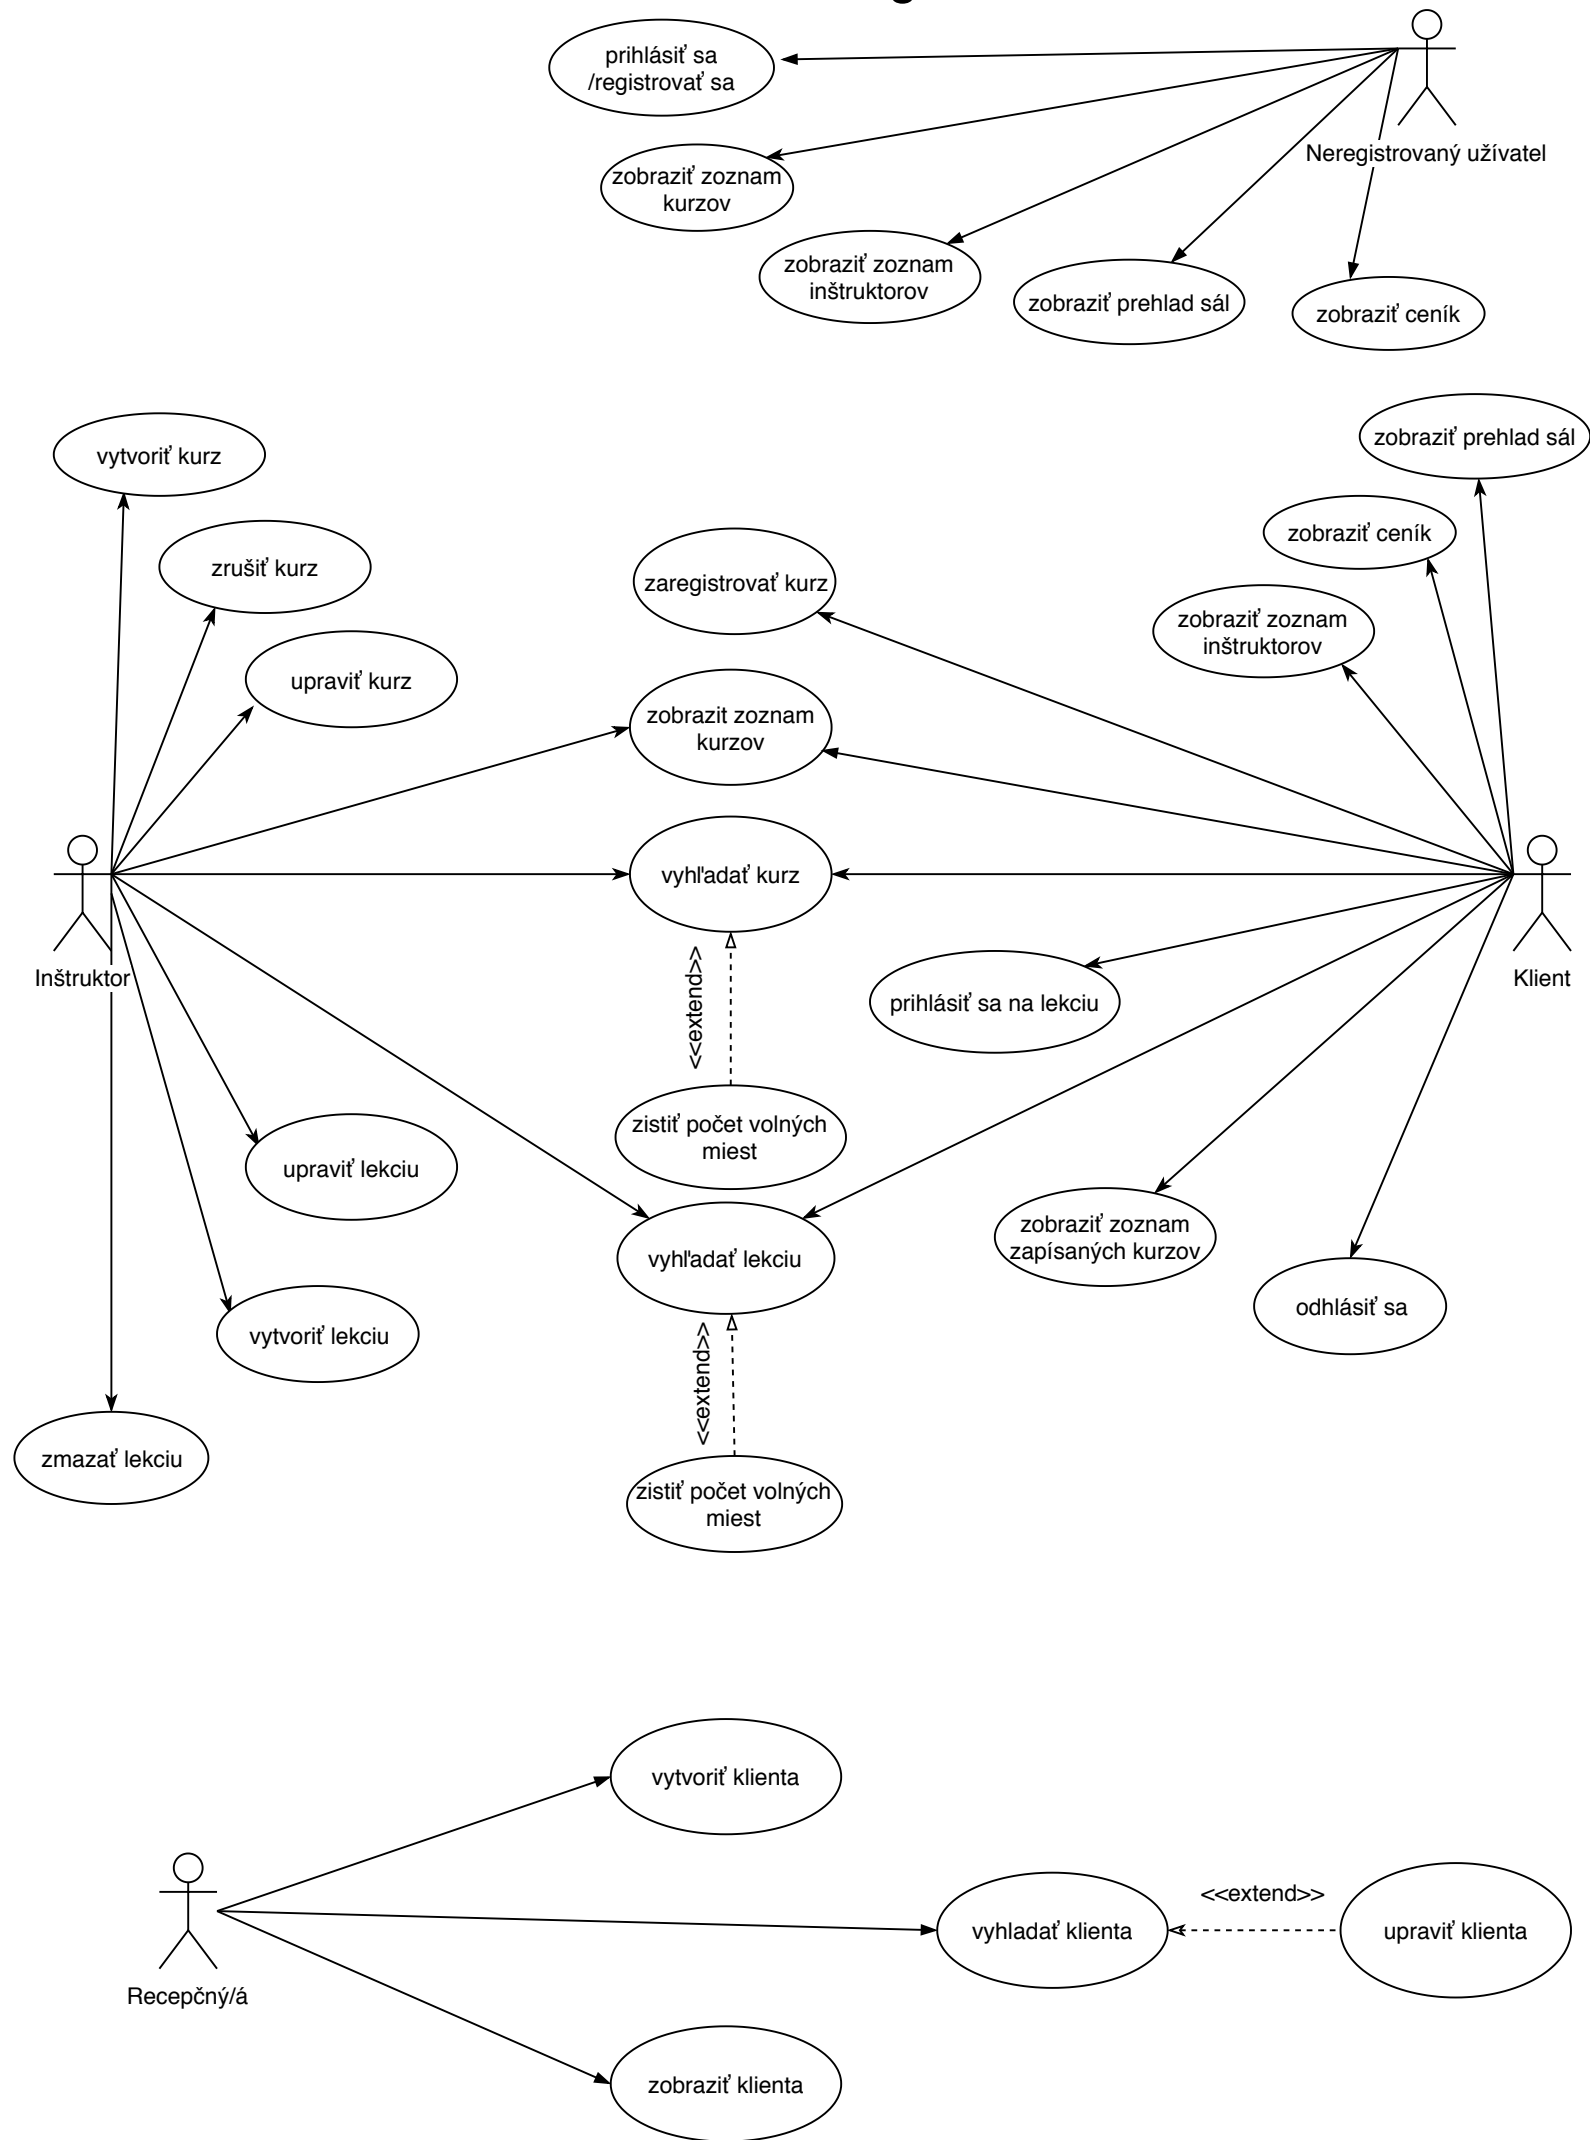 prihlásiť sa
/registrovať sa
Neregistrovaný užívatel
zobraziť zoznam
kurzov
zobraziť zoznam
inštruktorov
zobraziť prehlad sál
zobraziť ceník
vytvoriť kurz
zobraziť prehlad sál
zrušiť kurz
zaregistrovať kurz
zobraziť ceník
upraviť kurz
zobraziť zoznam
inštruktorov
zobrazit zoznam
kurzov
vyhľadať kurz
Inštruktor
<<extend>>
prihlásiť sa na lekciu
Klient
zistiť počet volných
miest
upraviť lekciu
vyhľadať lekciu
zobraziť zoznam
zapísaných kurzov
odhlásiť sa
vytvoriť lekciu
<<extend>>
zmazať lekciu
zistiť počet volných
miest
vytvoriť klienta
Recepčný/á
vyhladať klienta
<<extend>>
upraviť klienta
zobraziť klienta